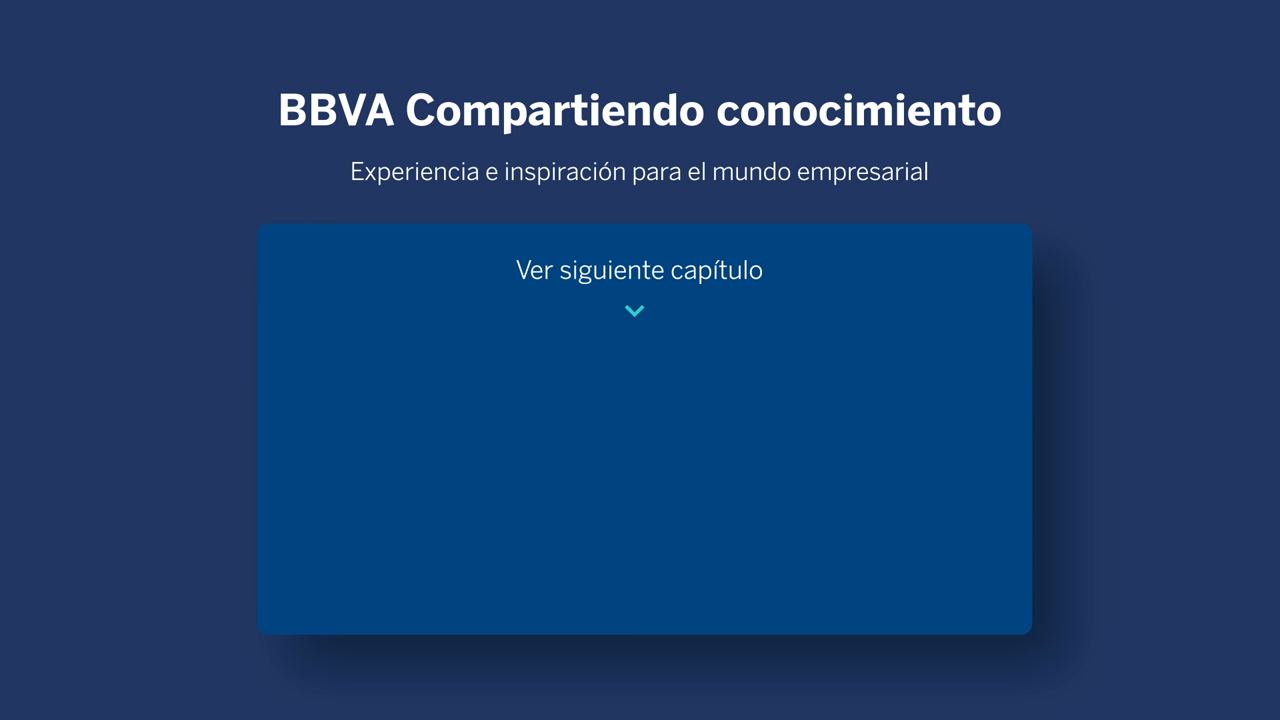 BBVA Compartiendo conocimiento
Experiencia e inspiración para el mundo empresarial
Ver siguiente capítulo